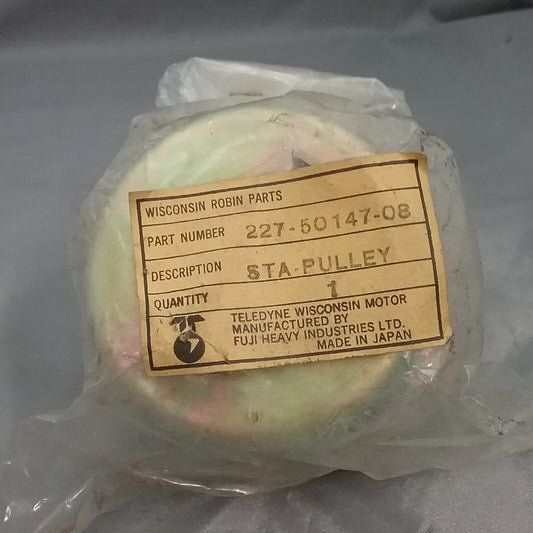 WISCONSIN ROBIN PARTS
PART NUMBER 227-50147-08
DESCRIPTION STA-PULLEY
QUANTITY 1
TELEDYNE WISCONSIN MOTOR
MANUFACTURED BY
FUJI HEAVY INDUSTRIES LTD.
MADE IN JAPAN